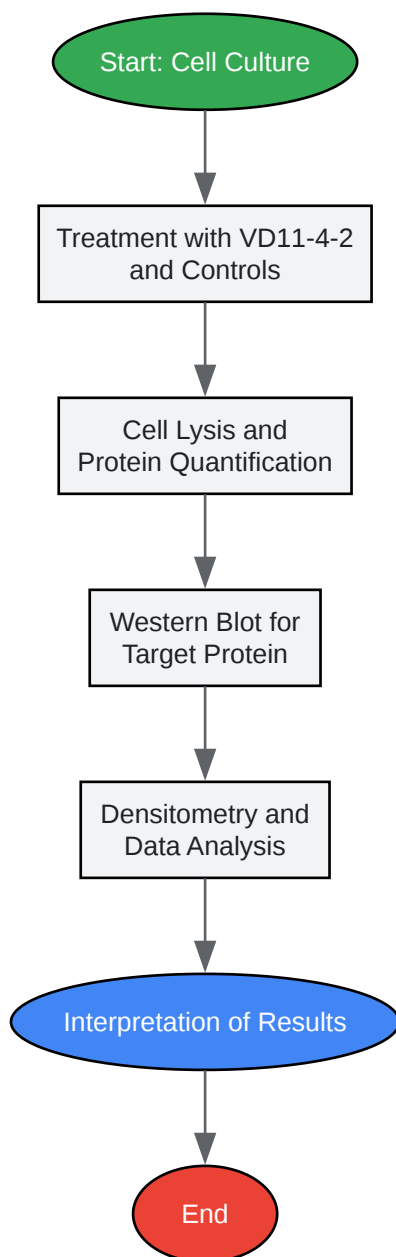 Start: Cell Culture
Treatment with VD11-4-2
and Controls
Cell Lysis and
Protein Quantification
Western Blot for
Target Protein
Densitometry and
Data Analysis
Interpretation of Results
End